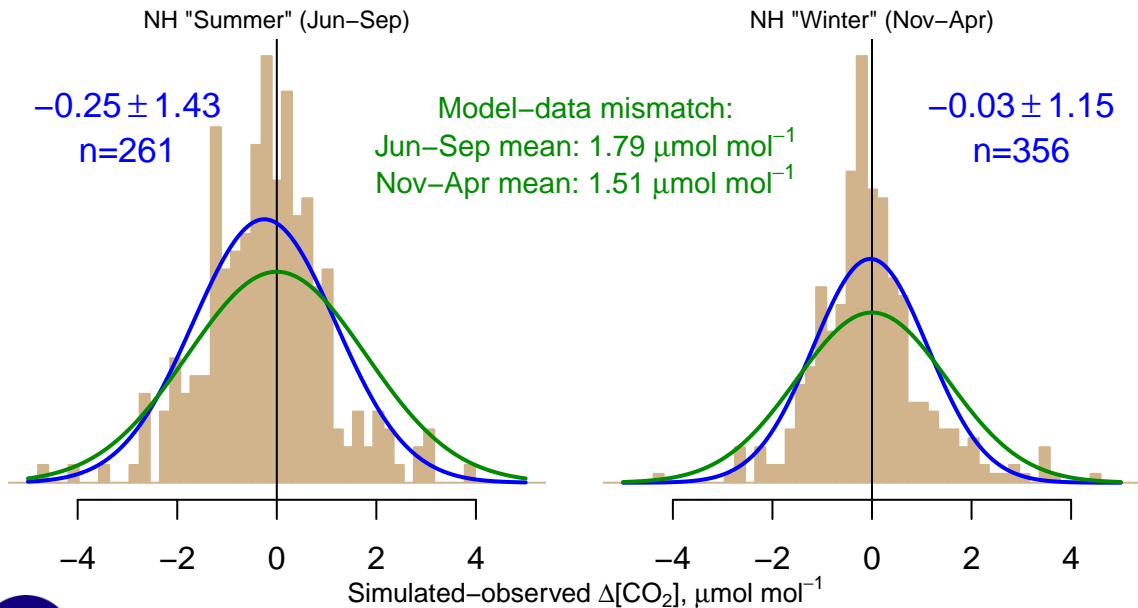 NH "Summer" (Jun−Sep)
NH "Winter" (Nov−Apr)
−0.25 ± 1.43
n=261
Model−data mismatch:
Jun−Sep mean: 1.79 μmol mol⁻¹
Nov−Apr mean: 1.51 μmol mol⁻¹
−0.03 ± 1.15
n=356
−4 −2 0 2 4
−4 −2 0 2 4
Simulated−observed Δ[CO₂], μmol mol⁻¹